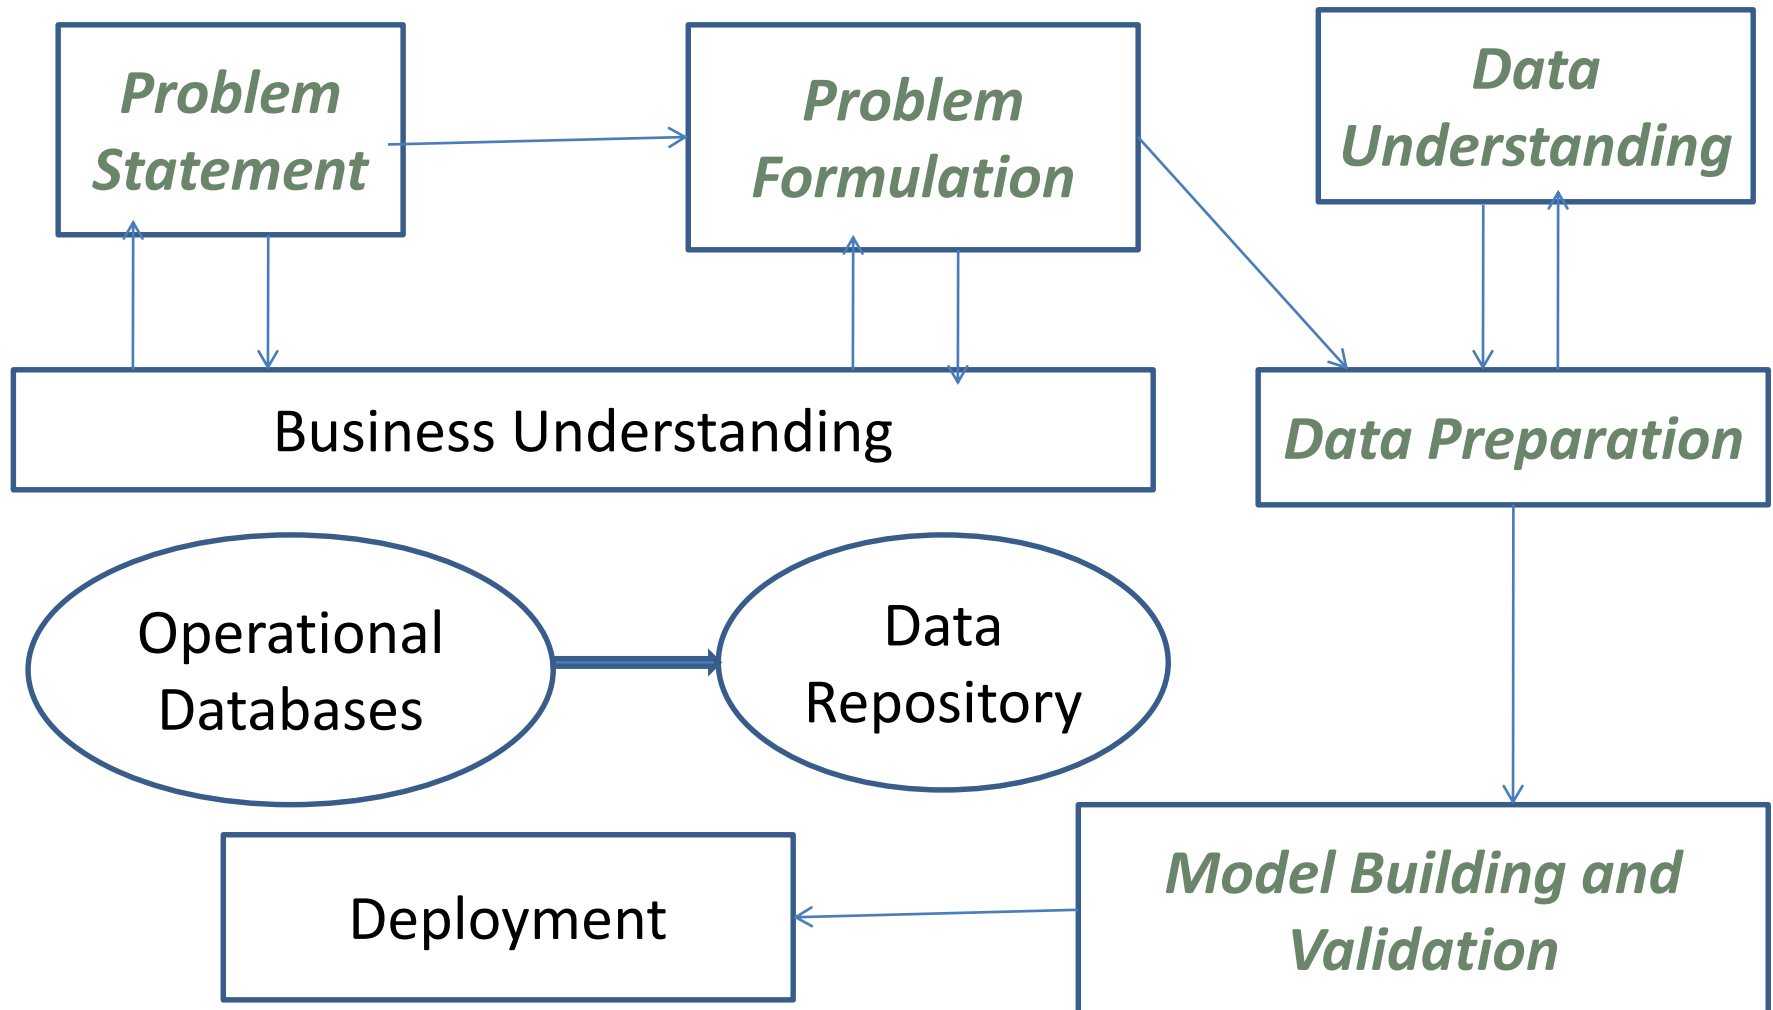 Problem
Statement
Problem
Formulation
Data
Understanding
Business Understanding
Data Preparation
Operational
Databases
Data
Repository
Deployment
Model Building and
Validation